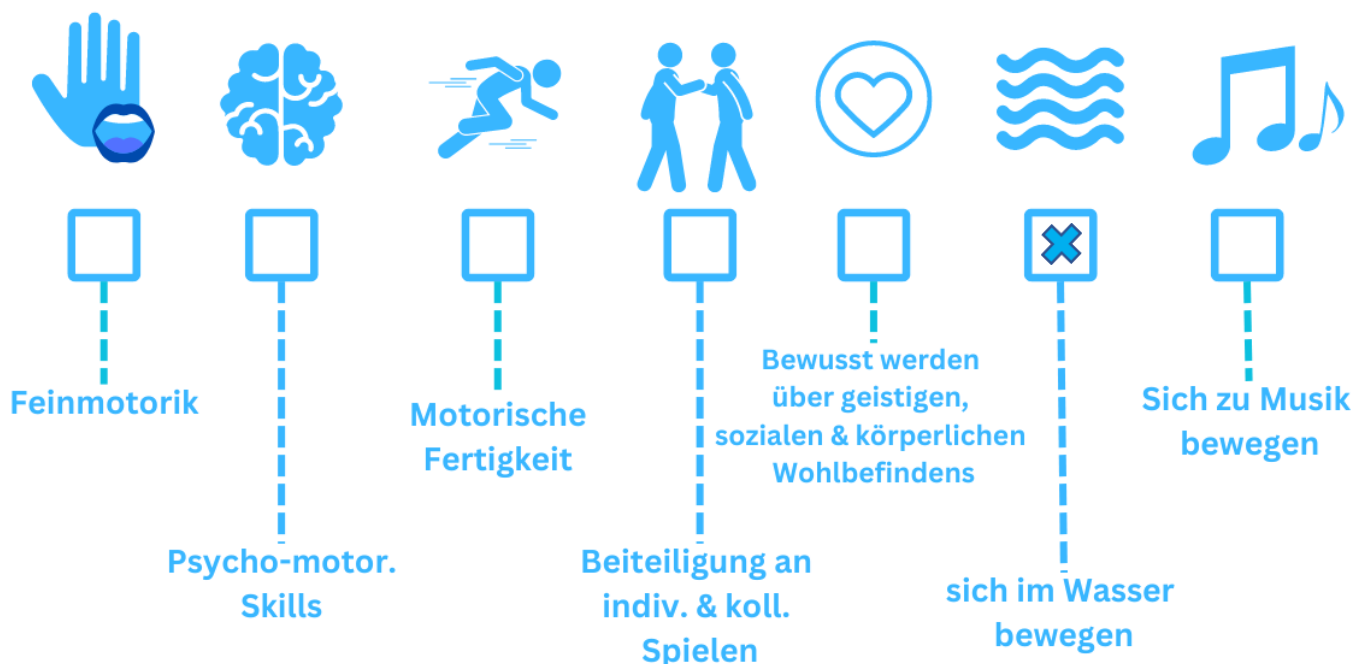 Feinmotorik
Psycho-motor.
Skills
Motorische
Fertigkeit
Beiteiligung an
indiv. & koll.
Spielen
Bewusst werden
über geistigen,
sozialen & körperlichen
Wohlbefindens
sich im Wasser
bewegen
Sich zu Musik
bewegen